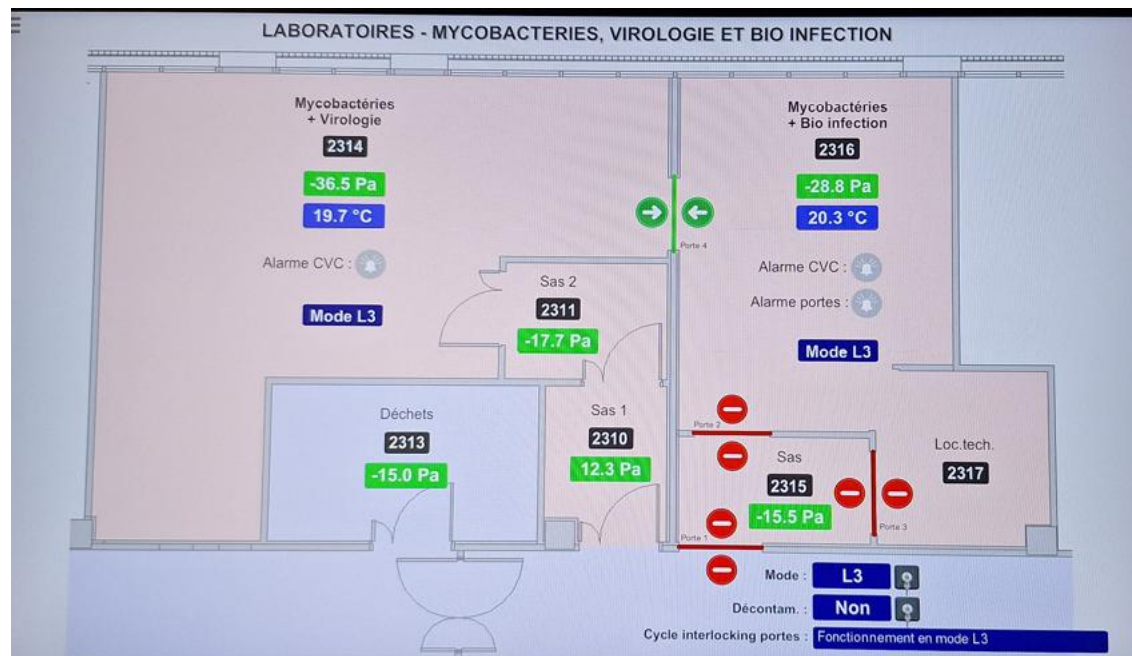 LABORATOIRES - MYCOBACTERIES, VIROLOGIE ET BIO INFECTION
Mycobactéries
+ Virologie
2314
-36.5 Pa
19.7 °C
Alarme CVC :
Mode L3
Mycobactéries
+ Bio infection
2316
-28.8 Pa
20.3 °C
Alarme CVC :
Alarme portes :
Mode L3
Porte 4
Sas 2
2311
-17.7 Pa
Déchets
2313
-15.0 Pa
Sas 1
2310
12.3 Pa
Porte 2
Sas
2315
-15.5 Pa
Loc.tech.
2317
Porte 3
Porte 1
Mode : L3
Décontam. : Non
Cycle interlocking portes : Fonctionnement en mode L3